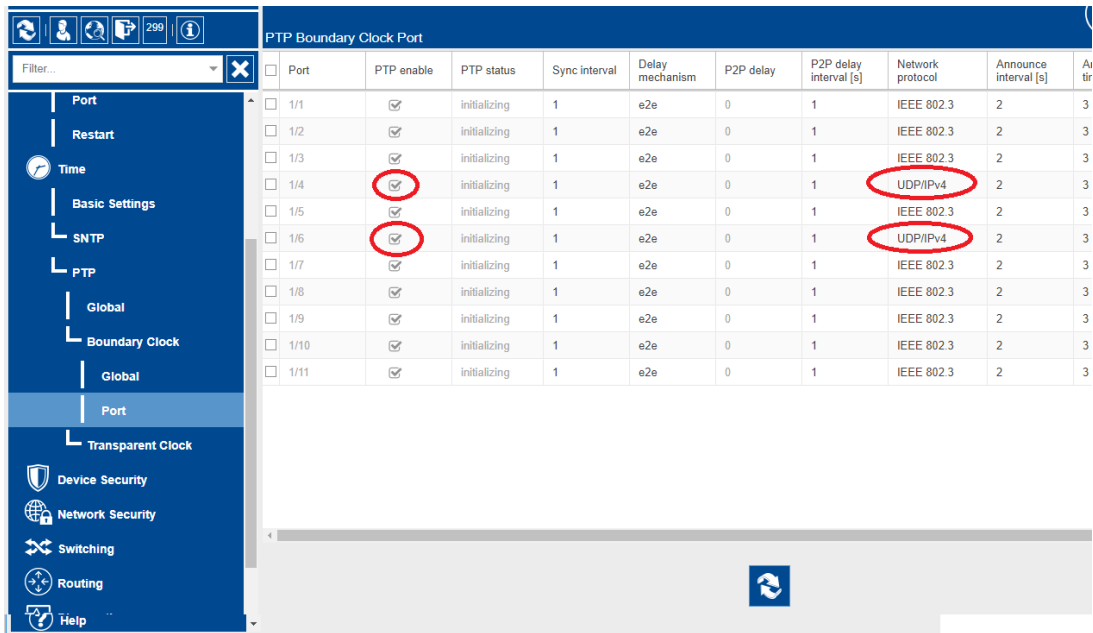 299
PTP Boundary Clock Port
Filter...
Port
Restart
Time
Basic Settings
SNTP
PTP
Global
Boundary Clock
Global
Port
Transparent Clock
Device Security
Network Security
Switching
Routing
Help
Port PTP enable PTP status Sync interval Delay mechanism P2P delay P2P delay interval [s] Network protocol Announce interval [s]
1/1 initializing 1 e2e 0 1 IEEE 802.3 2 3
1/2 initializing 1 e2e 0 1 IEEE 802.3 2 3
1/3 initializing 1 e2e 0 1 IEEE 802.3 2 3
1/4 initializing 1 e2e 0 1 UDP/IPv4 2 3
1/5 initializing 1 e2e 0 1 IEEE 802.3 2 3
1/6 initializing 1 e2e 0 1 UDP/IPv4 2 3
1/7 initializing 1 e2e 0 1 IEEE 802.3 2 3
1/8 initializing 1 e2e 0 1 IEEE 802.3 2 3
1/9 initializing 1 e2e 0 1 IEEE 802.3 2 3
1/10 initializing 1 e2e 0 1 IEEE 802.3 2 3
1/11 initializing 1 e2e 0 1 IEEE 802.3 2 3